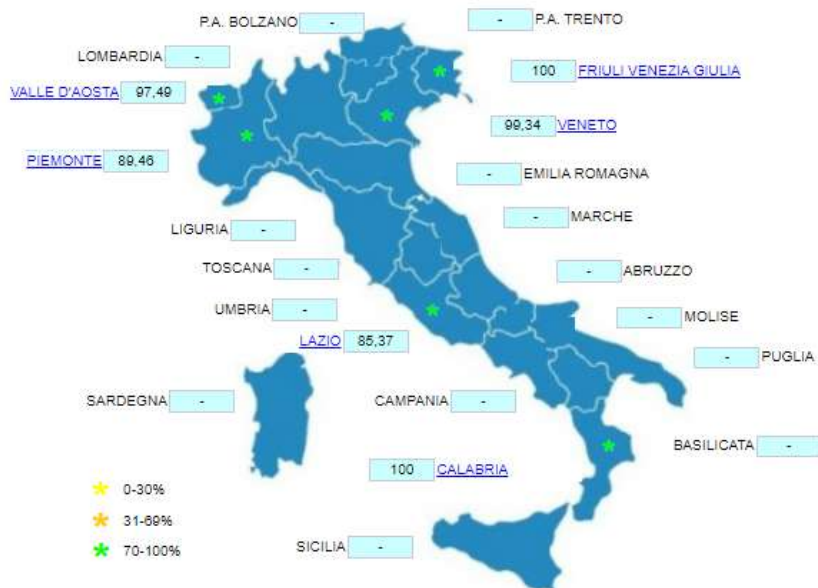 P.A. BOLZANO -
- P.A. TRENTO
LOMBARDIA -
100 FRIULI VENEZIA GIULIA
VALLE D'AOSTA 97,49
99,34 VENETO
PIEMONTE 89,46
- EMILIA ROMAGNA
- MARCHE
LIGURIA -
TOSCANA -
- ABRUZZO
UMBRIA -
- MOLISE
LAZIO 85,37
- PUGLIA
SARDEGNA -
CAMPANIA -
BASILICATA -
100 CALABRIA
0-30%
31-69%
70-100%
SICILIA -